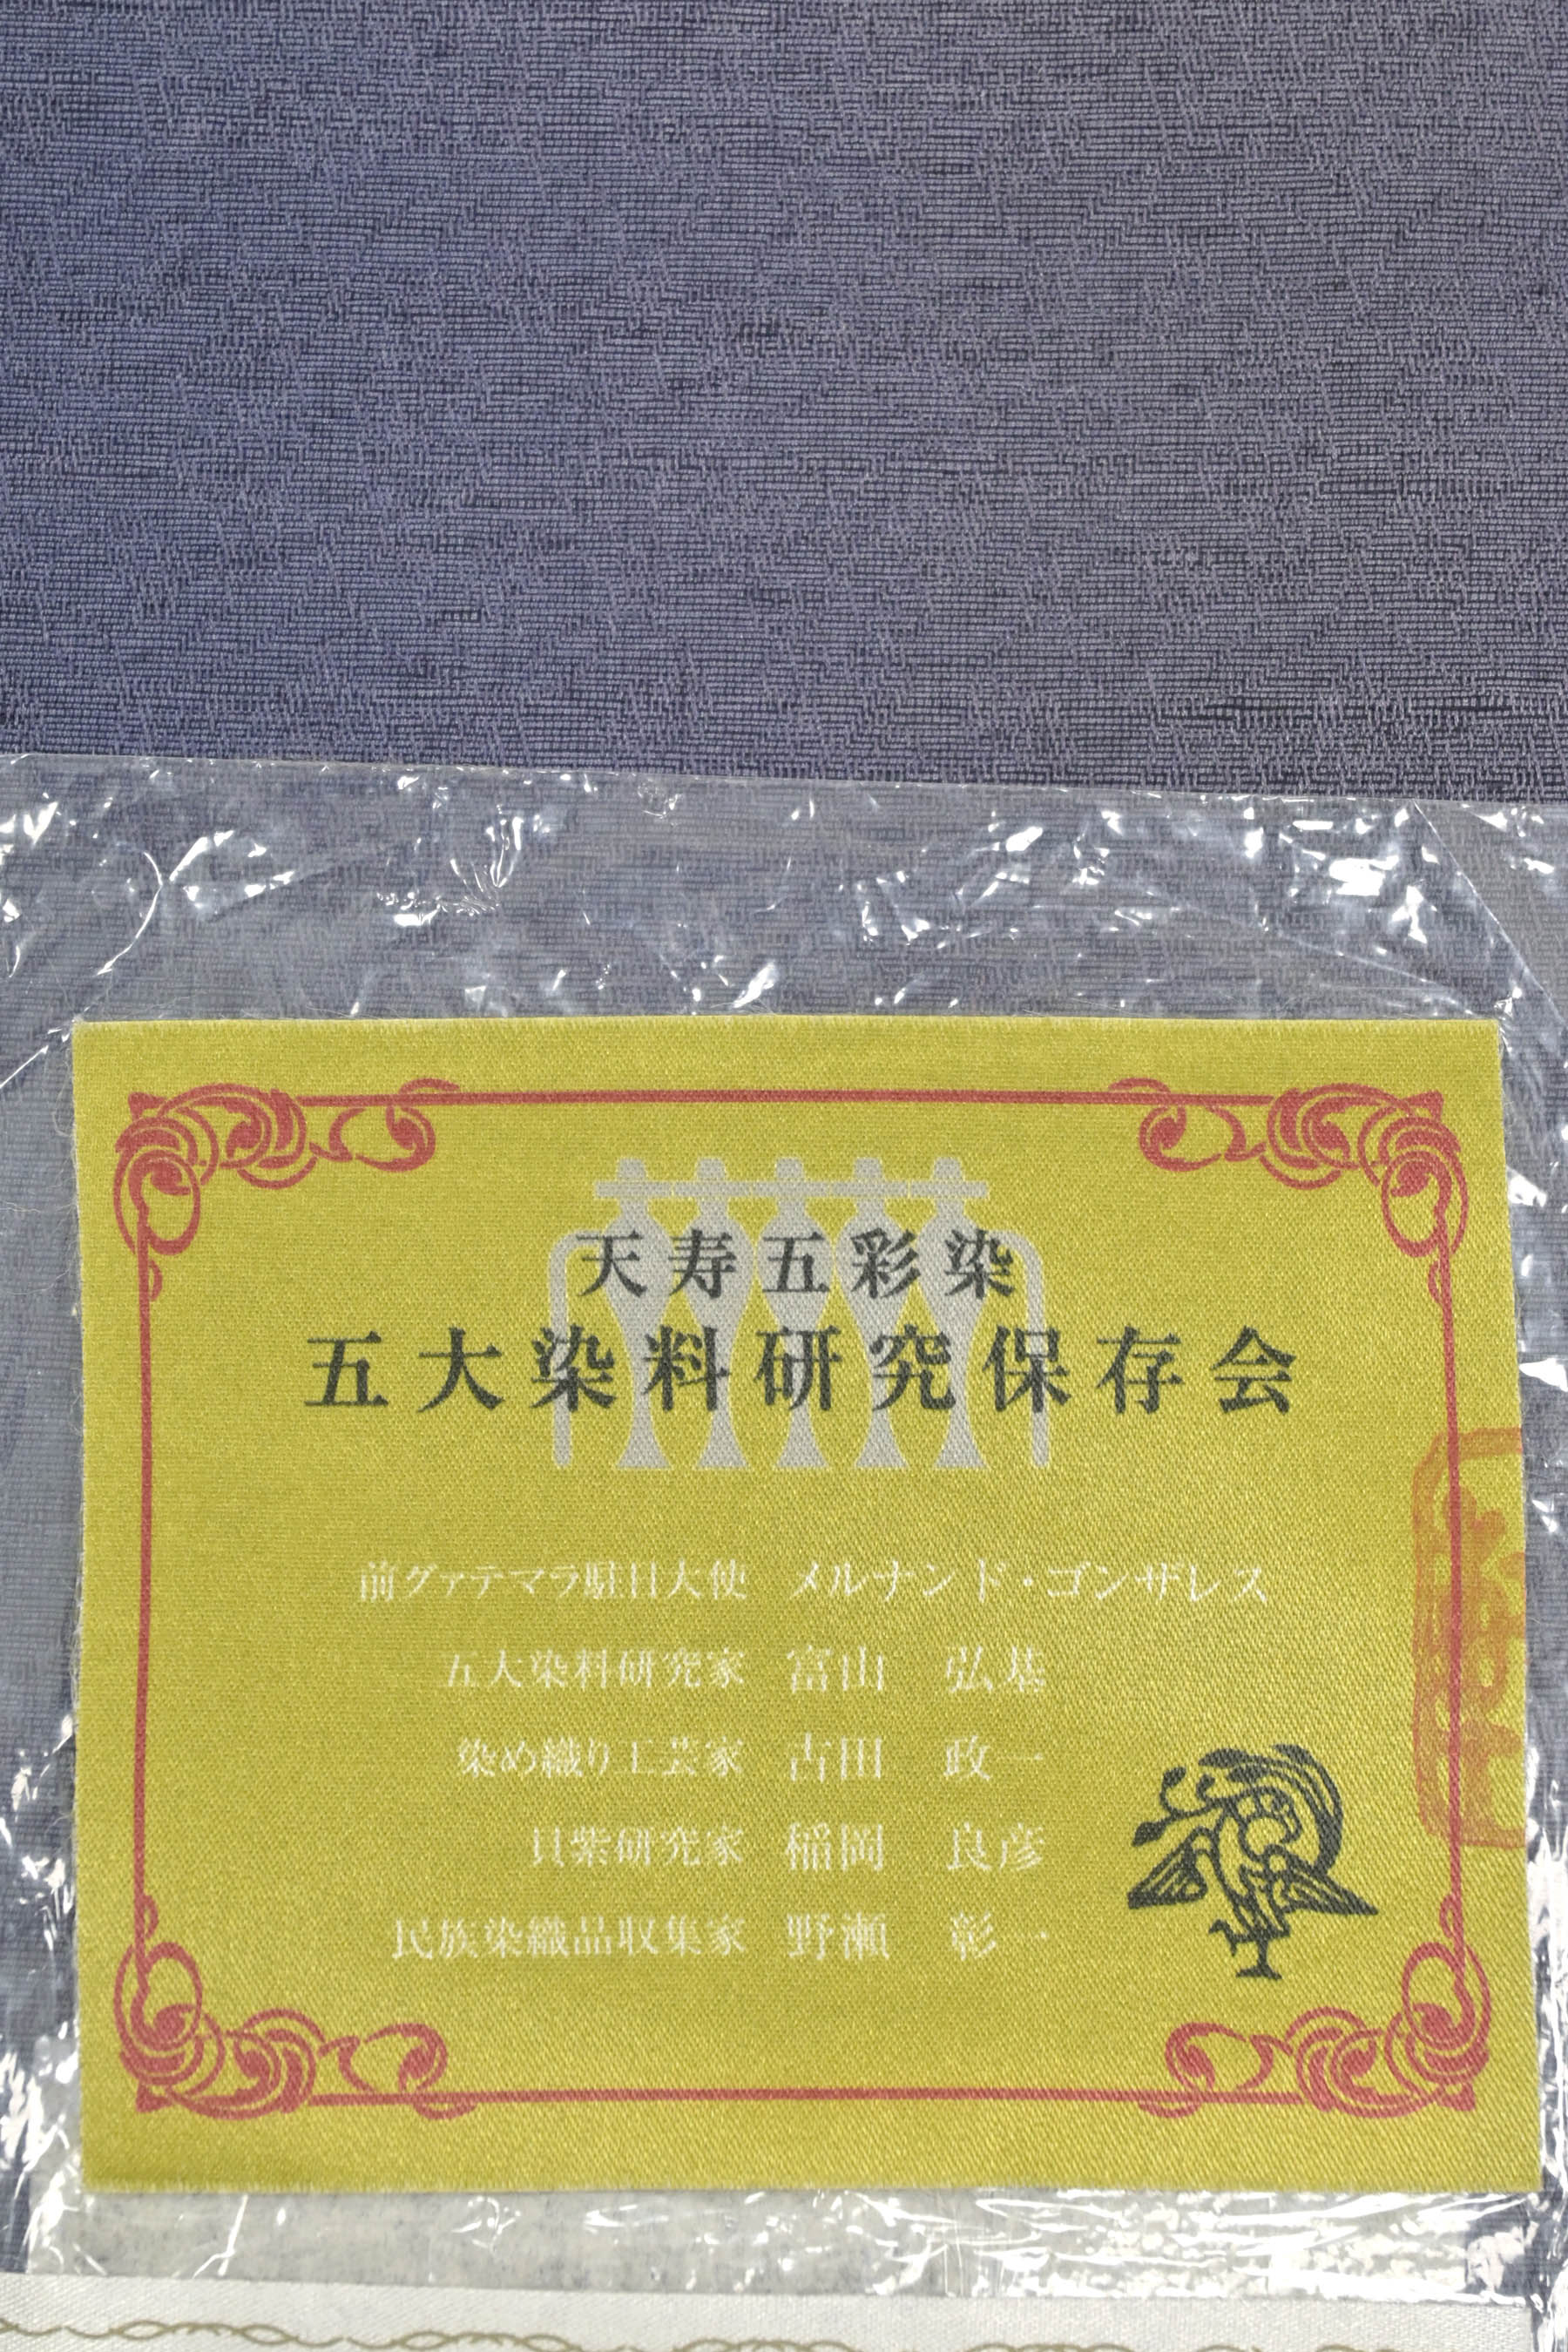 天寿五彩染
五大染料研究保存会
前グァテマラ駐日大使 メルナンド・ゴンザレス
五大染料研究家 富山 弘基
染め織り工芸家 古田 政一
貝紫研究家 稲岡 良彦
民族染織品収集家 野瀬 彰一